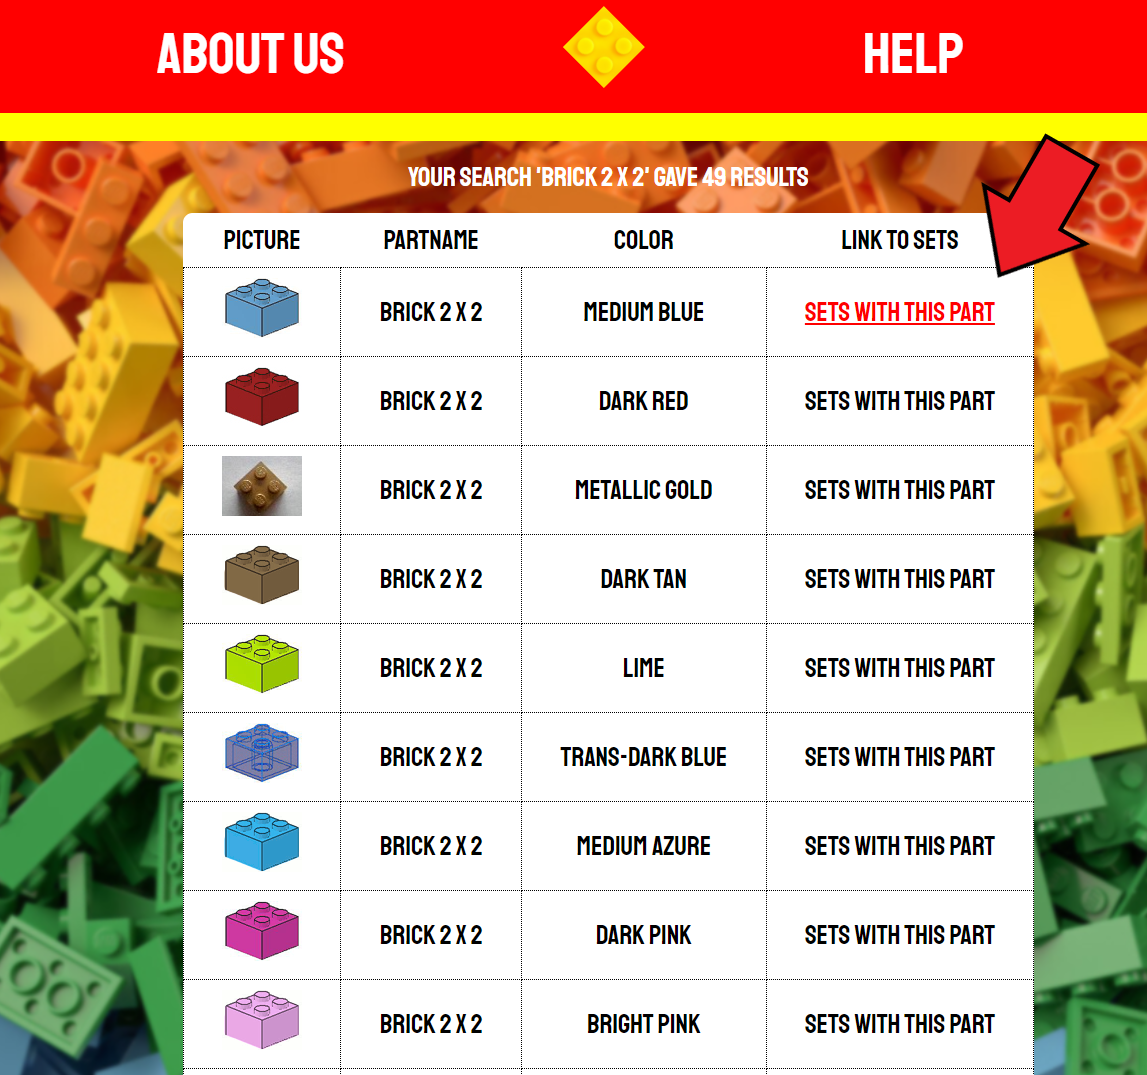 ABOUT US
HELP
YOUR SEARCH 'BRICK 2 X 2' GAVE 49 RESULTS
PICTURE PARTNAME COLOR LINK TO SETS
BRICK 2 X 2 MEDIUM BLUE SETS WITH THIS PART
BRICK 2 X 2 DARK RED SETS WITH THIS PART
BRICK 2 X 2 METALLIC GOLD SETS WITH THIS PART
BRICK 2 X 2 DARK TAN SETS WITH THIS PART
BRICK 2 X 2 LIME SETS WITH THIS PART
BRICK 2 X 2 TRANS-DARK BLUE SETS WITH THIS PART
BRICK 2 X 2 MEDIUM AZURE SETS WITH THIS PART
BRICK 2 X 2 DARK PINK SETS WITH THIS PART
BRICK 2 X 2 BRIGHT PINK SETS WITH THIS PART